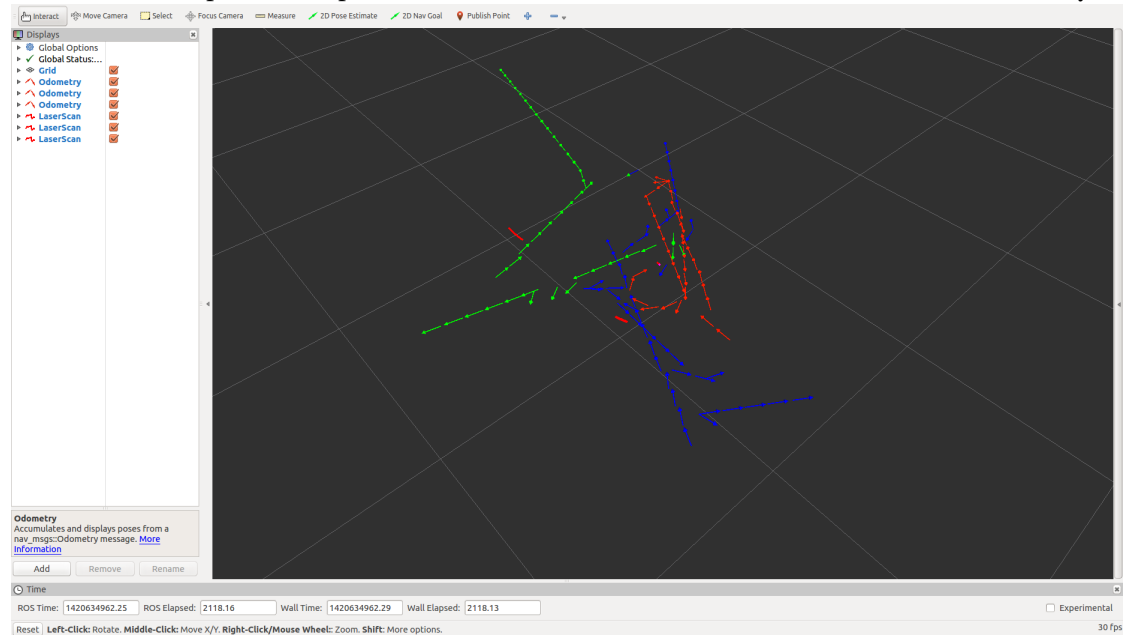 Interact Move Camera Select Focus Camera Measure 2D Pose Estimate 2D Nav Goal Publish Point
Displays
Global Options
Global Status:...
Grid
Odometry
Odometry
Odometry
LaserScan
LaserScan
LaserScan
Odometry
Accumulates and displays poses from a
nav_msgs::Odometry message. More
Information
Add Remove Rename
Time
ROS Time: 1420634962.25 ROS Elapsed: 2118.16 Wall Time: 1420634962.29 Wall Elapsed: 2118.13 Experimental
Reset Left-Click: Rotate. Middle-Click: Move X/Y. Right-Click/Mouse Wheel:: Zoom. Shift: More options. 30 fps